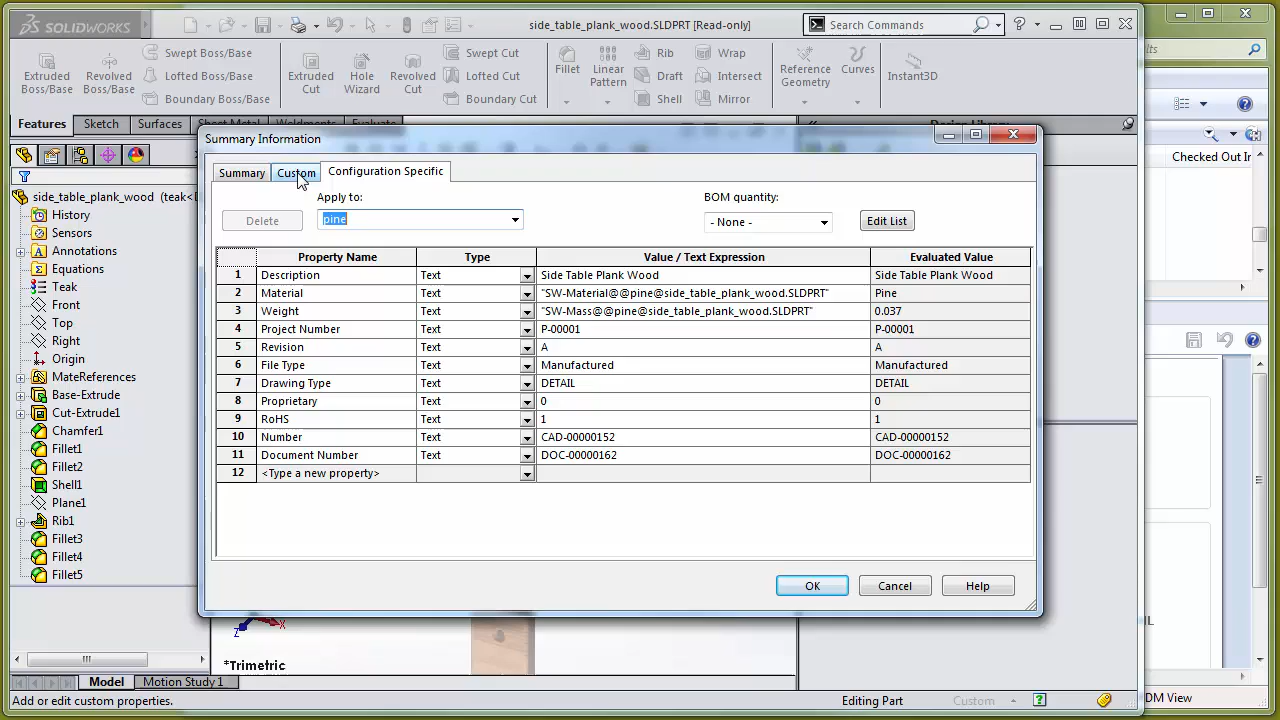 SOLIDWORKS
side_table_plank_wood.SLDPRT [Read-only]
Search Commands
Extruded Boss/Base
Revolved Boss/Base
Swept Boss/Base
Lofted Boss/Base
Boundary Boss/Base
Extruded Cut
Hole Wizard
Revolved Cut
Swept Cut
Lofted Cut
Boundary Cut
Fillet
Linear Pattern
Rib
Draft
Shell
Wrap
Intersect
Mirror
Reference Geometry
Curves
Instant3D
Features
Sketch
Surfaces
Sheet Metal
Weldments
Evaluate
Design Library
Checked Out In
side_table_plank_wood (teak<D
History
Sensors
Annotations
Equations
Teak
Front
Top
Right
Origin
MateReferences
Base-Extrude
Cut-Extrude1
Chamfer1
Fillet1
Fillet2
Shell1
Plane1
Rib1
Fillet3
Fillet4
Fillet5
Summary Information
Summary
Custom
Configuration Specific
Apply to:
BOM quantity:
Delete
pine
- None -
Edit List
Property Name Type Value / Text Expression Evaluated Value
1 Description Text Side Table Plank Wood Side Table Plank Wood
2 Material Text "SW-Material@@pine@side_table_plank_wood.SLDPRT" Pine
3 Weight Text "SW-Mass@@pine@side_table_plank_wood.SLDPRT" 0.037
4 Project Number Text P-00001 P-00001
5 Revision Text A A
6 File Type Text Manufactured Manufactured
7 Drawing Type Text DETAIL DETAIL
8 Proprietary Text 0 0
9 RoHS Text 1 1
10 Number Text CAD-00000152 CAD-00000152
11 Document Number Text DOC-00000162 DOC-00000162
12 <Type a new property>
OK
Cancel
Help
Z
X
*Trimetric
Model
Motion Study 1
Add or edit custom properties.
Editing Part
Custom
DM View